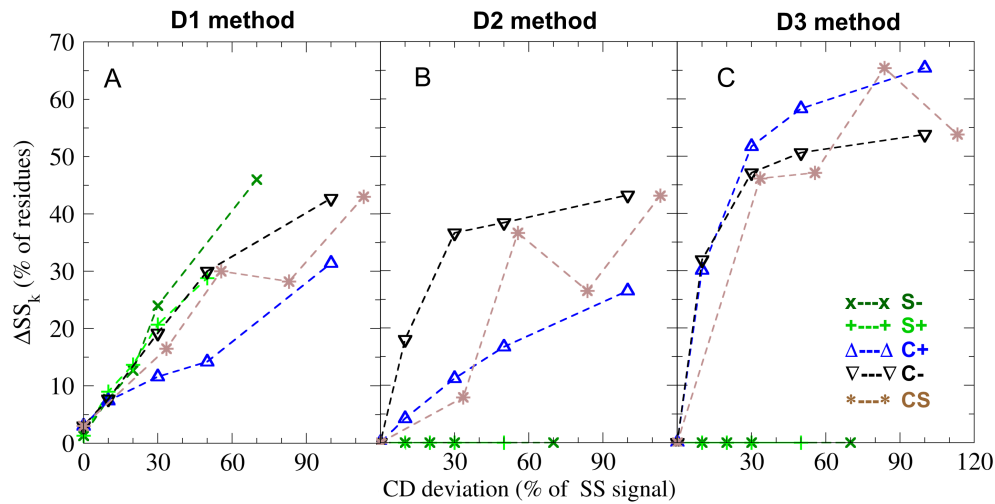 D1 method D2 method D3 method
A B C
70
60
50
40
30
20
10
0
ΔSSk (% of residues)
x---x S-
+---+ S+
Δ---Δ C+
∇---∇ C-
*---* CS
0 30 60 90 30 60 90 30 60 90 120
CD deviation (% of SS signal)